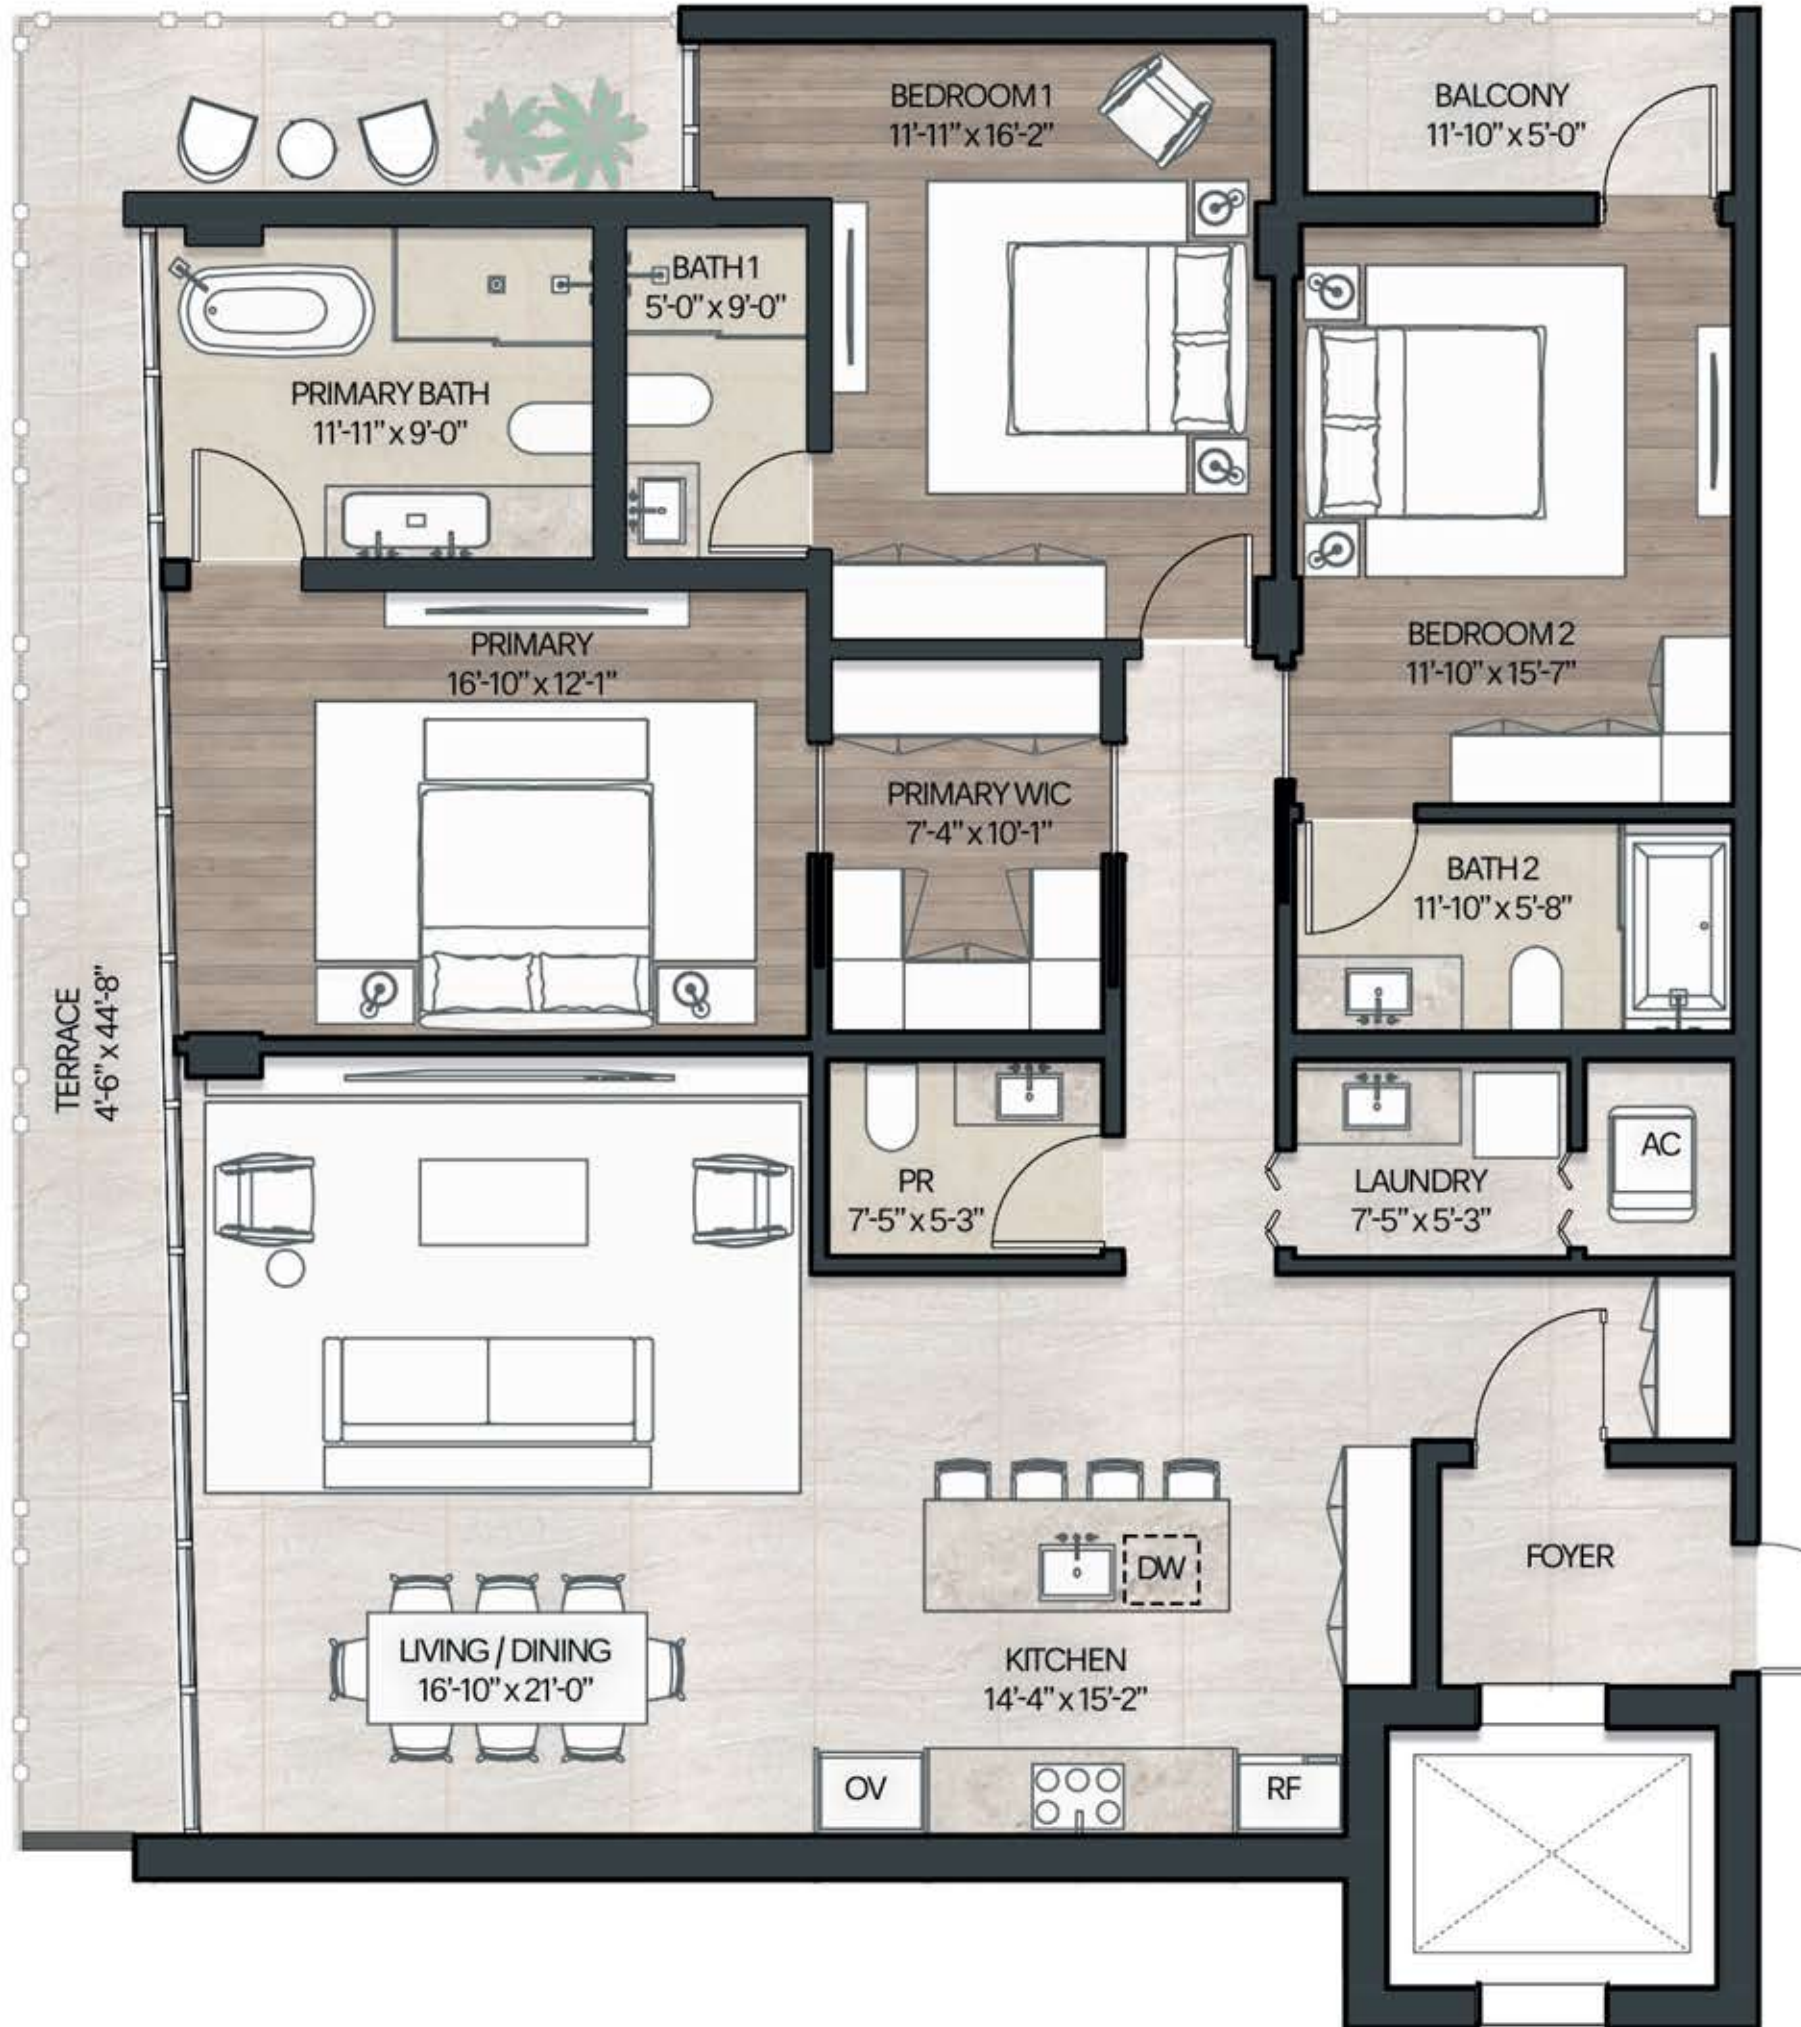 BEDROOM 1
11'-11" x 16'-2"
BALCONY
11'-10" x 5'-0"
BATH 1
5'-0" x 9'-0"
PRIMARY BATH
11'-11" x 9'-0"
PRIMARY
16'-10" x 12'-1"
BEDROOM 2
11'-10" x 15'-7"
PRIMARY WIC
7'-4" x 10'-1"
BATH 2
11'-10" x 5'-8"
TERRACE
4'-6" x 44'-8"
PR
7'-5" x 5-3"
LAUNDRY
7'-5" x 5'-3"
AC
FOYER
DW
LIVING / DINING
16'-10" x 21'-0"
KITCHEN
14'-4" x 15'-2"
OV
RF